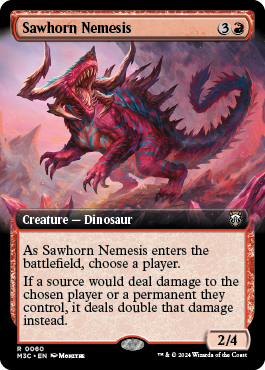 Sawhorn Nemesis 3
Creature — Dinosaur
As Sawhorn Nemesis enters the
battlefield, choose a player.
If a source would deal damage to the
chosen player or a permanent they
control, it deals double that damage
instead.
2/4
R 0060
M3C • EN Monztre
™ & © 2024 Wizards of the Coast